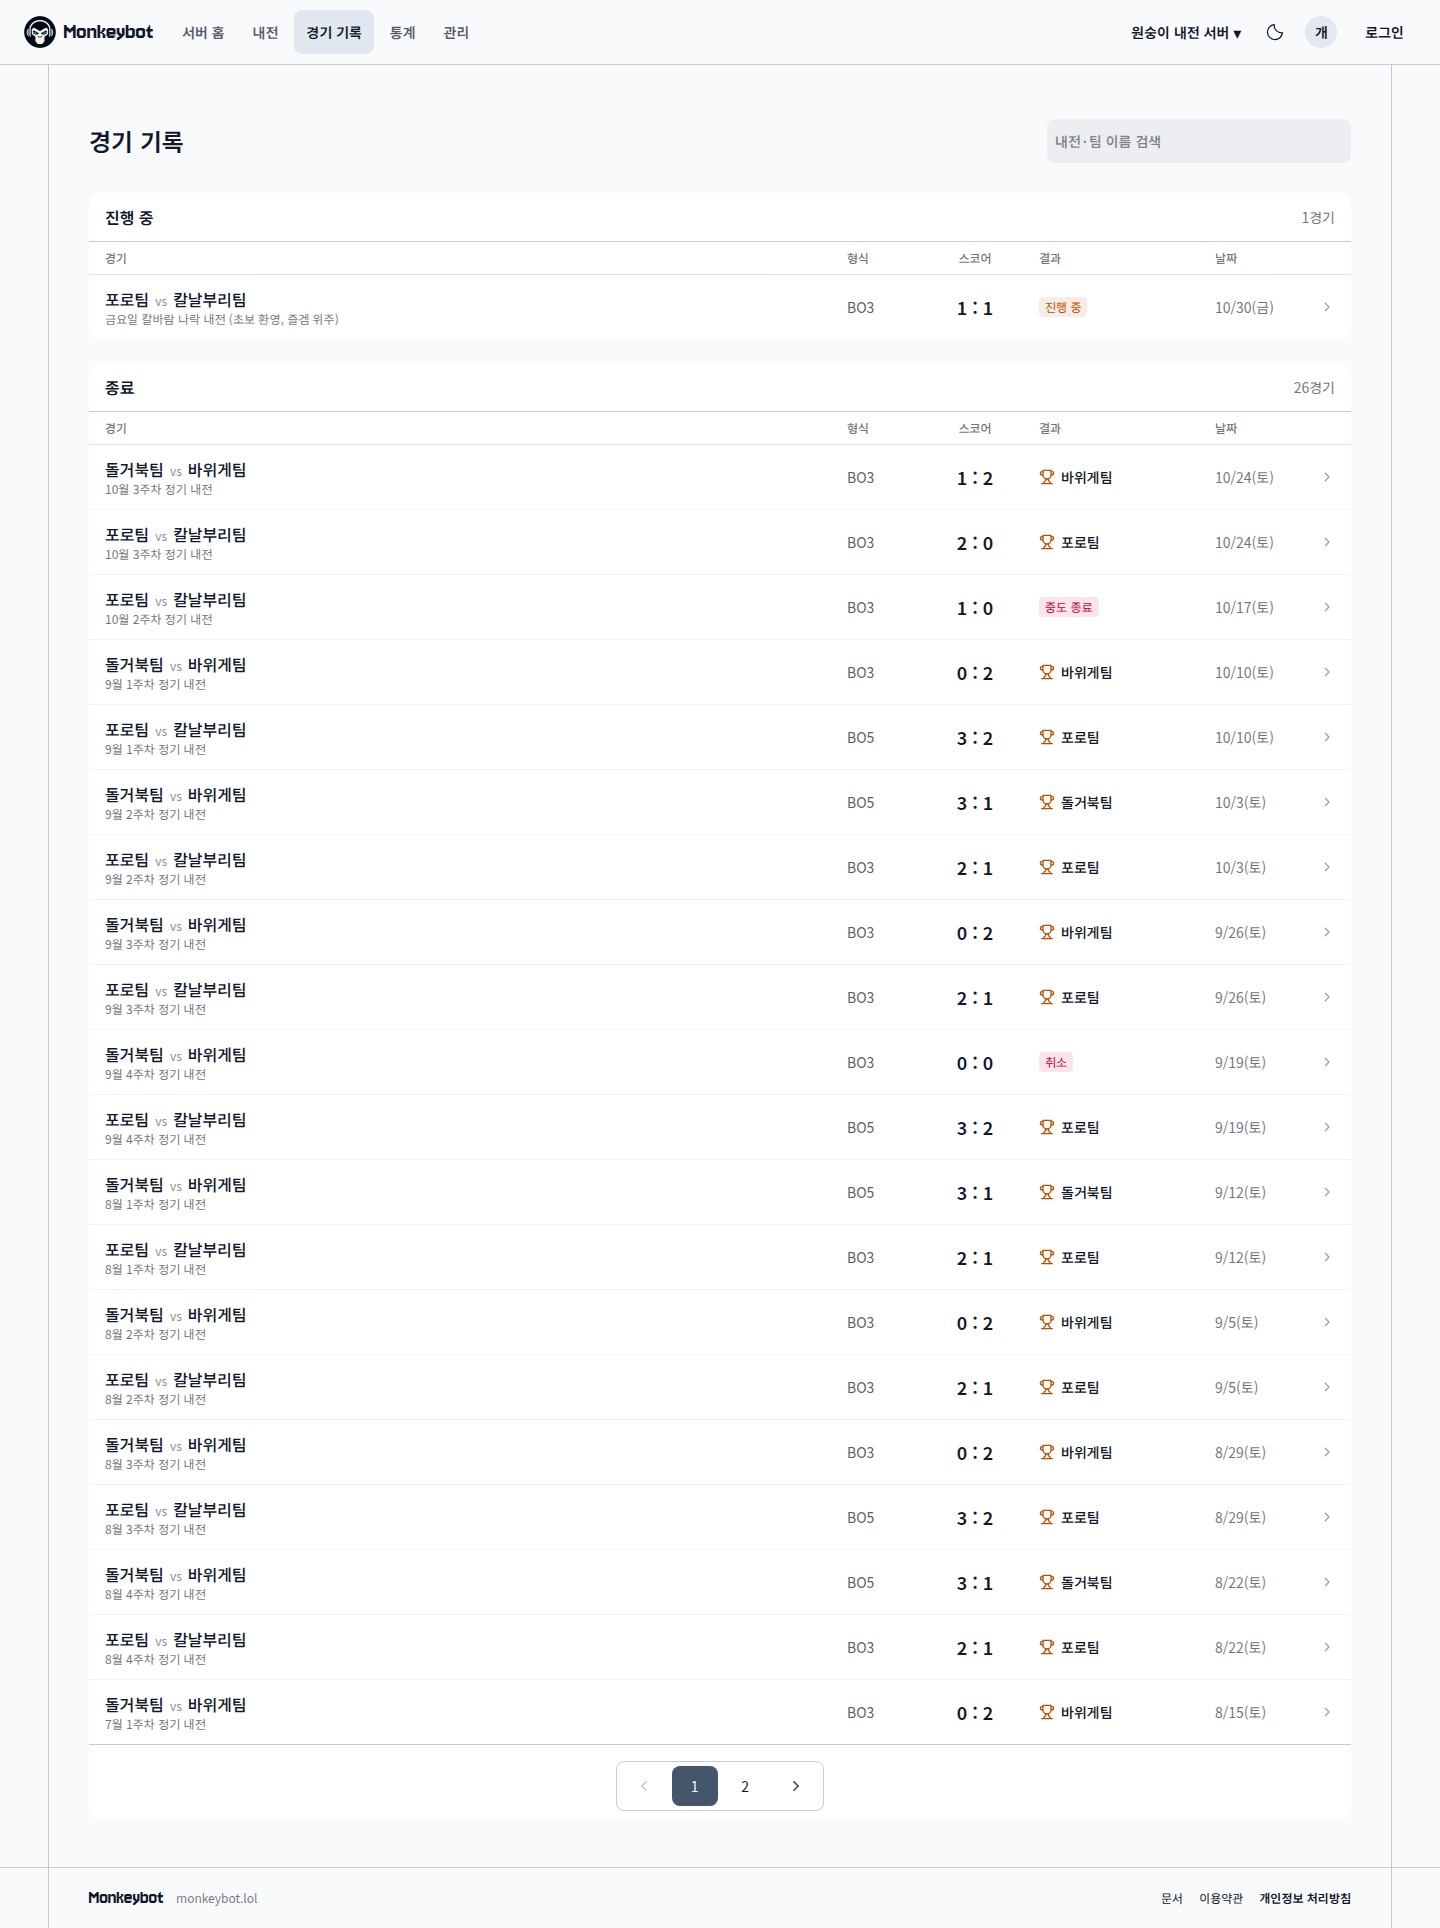 Monkeybot 서버 홈 내전 경기 기록 통계 관리 원숭이 내전 서버 ▾ 개 로그인
경기 기록
내전·팀 이름 검색
진행 중 1경기
경기 형식 스코어 결과 날짜
포로팀 vs 칼날부리팀
금요일 칼바람 나락 내전 (초보 환영, 즐겜 위주)
BO3 1 : 1 진행 중 10/30(금)
종료 26경기
경기 형식 스코어 결과 날짜
돌거북팀 vs 바위게팀
10월 3주차 정기 내전
BO3 1 : 2 바위게팀 10/24(토)
포로팀 vs 칼날부리팀
10월 3주차 정기 내전
BO3 2 : 0 포로팀 10/24(토)
포로팀 vs 칼날부리팀
10월 2주차 정기 내전
BO3 1 : 0 중도 종료 10/17(토)
돌거북팀 vs 바위게팀
9월 1주차 정기 내전
BO3 0 : 2 바위게팀 10/10(토)
포로팀 vs 칼날부리팀
9월 1주차 정기 내전
BO5 3 : 2 포로팀 10/10(토)
돌거북팀 vs 바위게팀
9월 2주차 정기 내전
BO5 3 : 1 돌거북팀 10/3(토)
포로팀 vs 칼날부리팀
9월 2주차 정기 내전
BO3 2 : 1 포로팀 10/3(토)
돌거북팀 vs 바위게팀
9월 3주차 정기 내전
BO3 0 : 2 바위게팀 9/26(토)
포로팀 vs 칼날부리팀
9월 3주차 정기 내전
BO3 2 : 1 포로팀 9/26(토)
돌거북팀 vs 바위게팀
9월 4주차 정기 내전
BO3 0 : 0 취소 9/19(토)
포로팀 vs 칼날부리팀
9월 4주차 정기 내전
BO5 3 : 2 포로팀 9/19(토)
돌거북팀 vs 바위게팀
8월 1주차 정기 내전
BO5 3 : 1 돌거북팀 9/12(토)
포로팀 vs 칼날부리팀
8월 1주차 정기 내전
BO3 2 : 1 포로팀 9/12(토)
돌거북팀 vs 바위게팀
8월 2주차 정기 내전
BO3 0 : 2 바위게팀 9/5(토)
포로팀 vs 칼날부리팀
8월 2주차 정기 내전
BO3 2 : 1 포로팀 9/5(토)
돌거북팀 vs 바위게팀
8월 3주차 정기 내전
BO3 0 : 2 바위게팀 8/29(토)
포로팀 vs 칼날부리팀
8월 3주차 정기 내전
BO5 3 : 2 포로팀 8/29(토)
돌거북팀 vs 바위게팀
8월 4주차 정기 내전
BO5 3 : 1 돌거북팀 8/22(토)
포로팀 vs 칼날부리팀
8월 4주차 정기 내전
BO3 2 : 1 포로팀 8/22(토)
돌거북팀 vs 바위게팀
7월 1주차 정기 내전
BO3 0 : 2 바위게팀 8/15(토)
1 2
Monkeybot monkeybot.lol 문서 이용약관 개인정보 처리방침